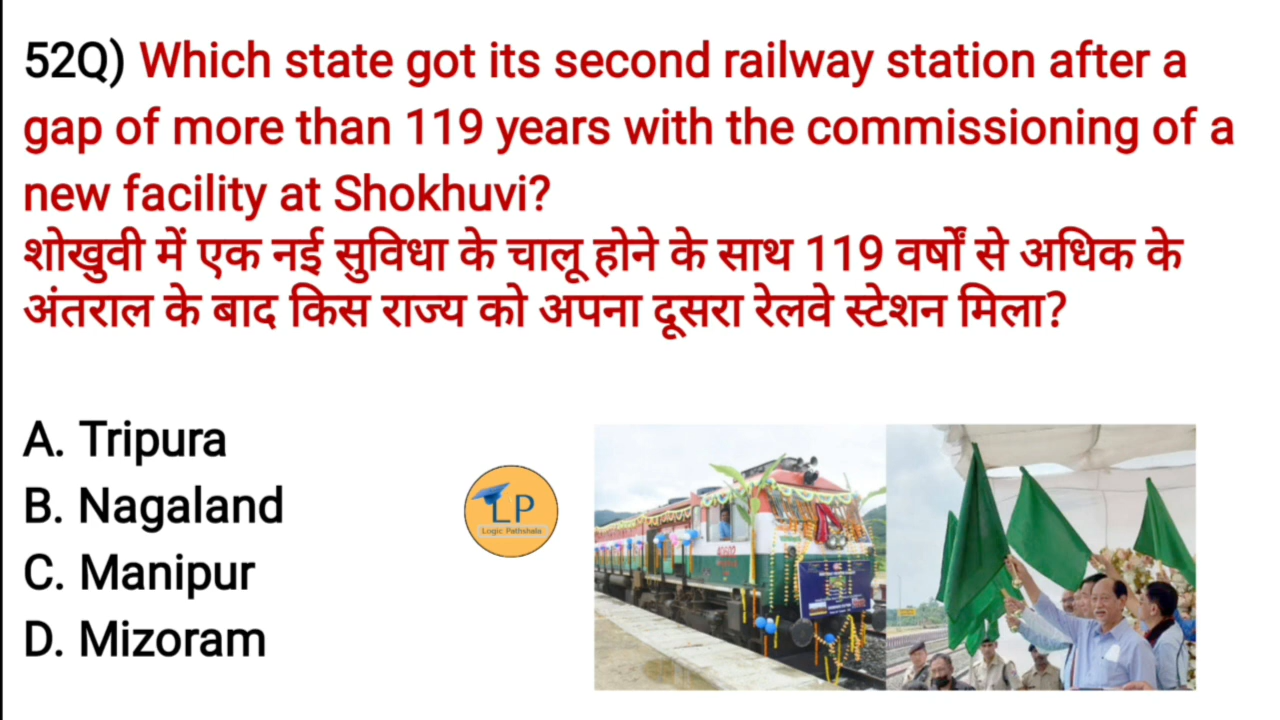 52Q) Which state got its second railway station after a
gap of more than 119 years with the commissioning of a
new facility at Shokhuvi?
शोखुवी में एक नई सुविधा के चालू होने के साथ 119 वर्षों से अधिक के
अंतराल के बाद किस राज्य को अपना दूसरा रेलवे स्टेशन मिला?
A. Tripura
B. Nagaland
C. Manipur
D. Mizoram
LP
Logic Pathshala